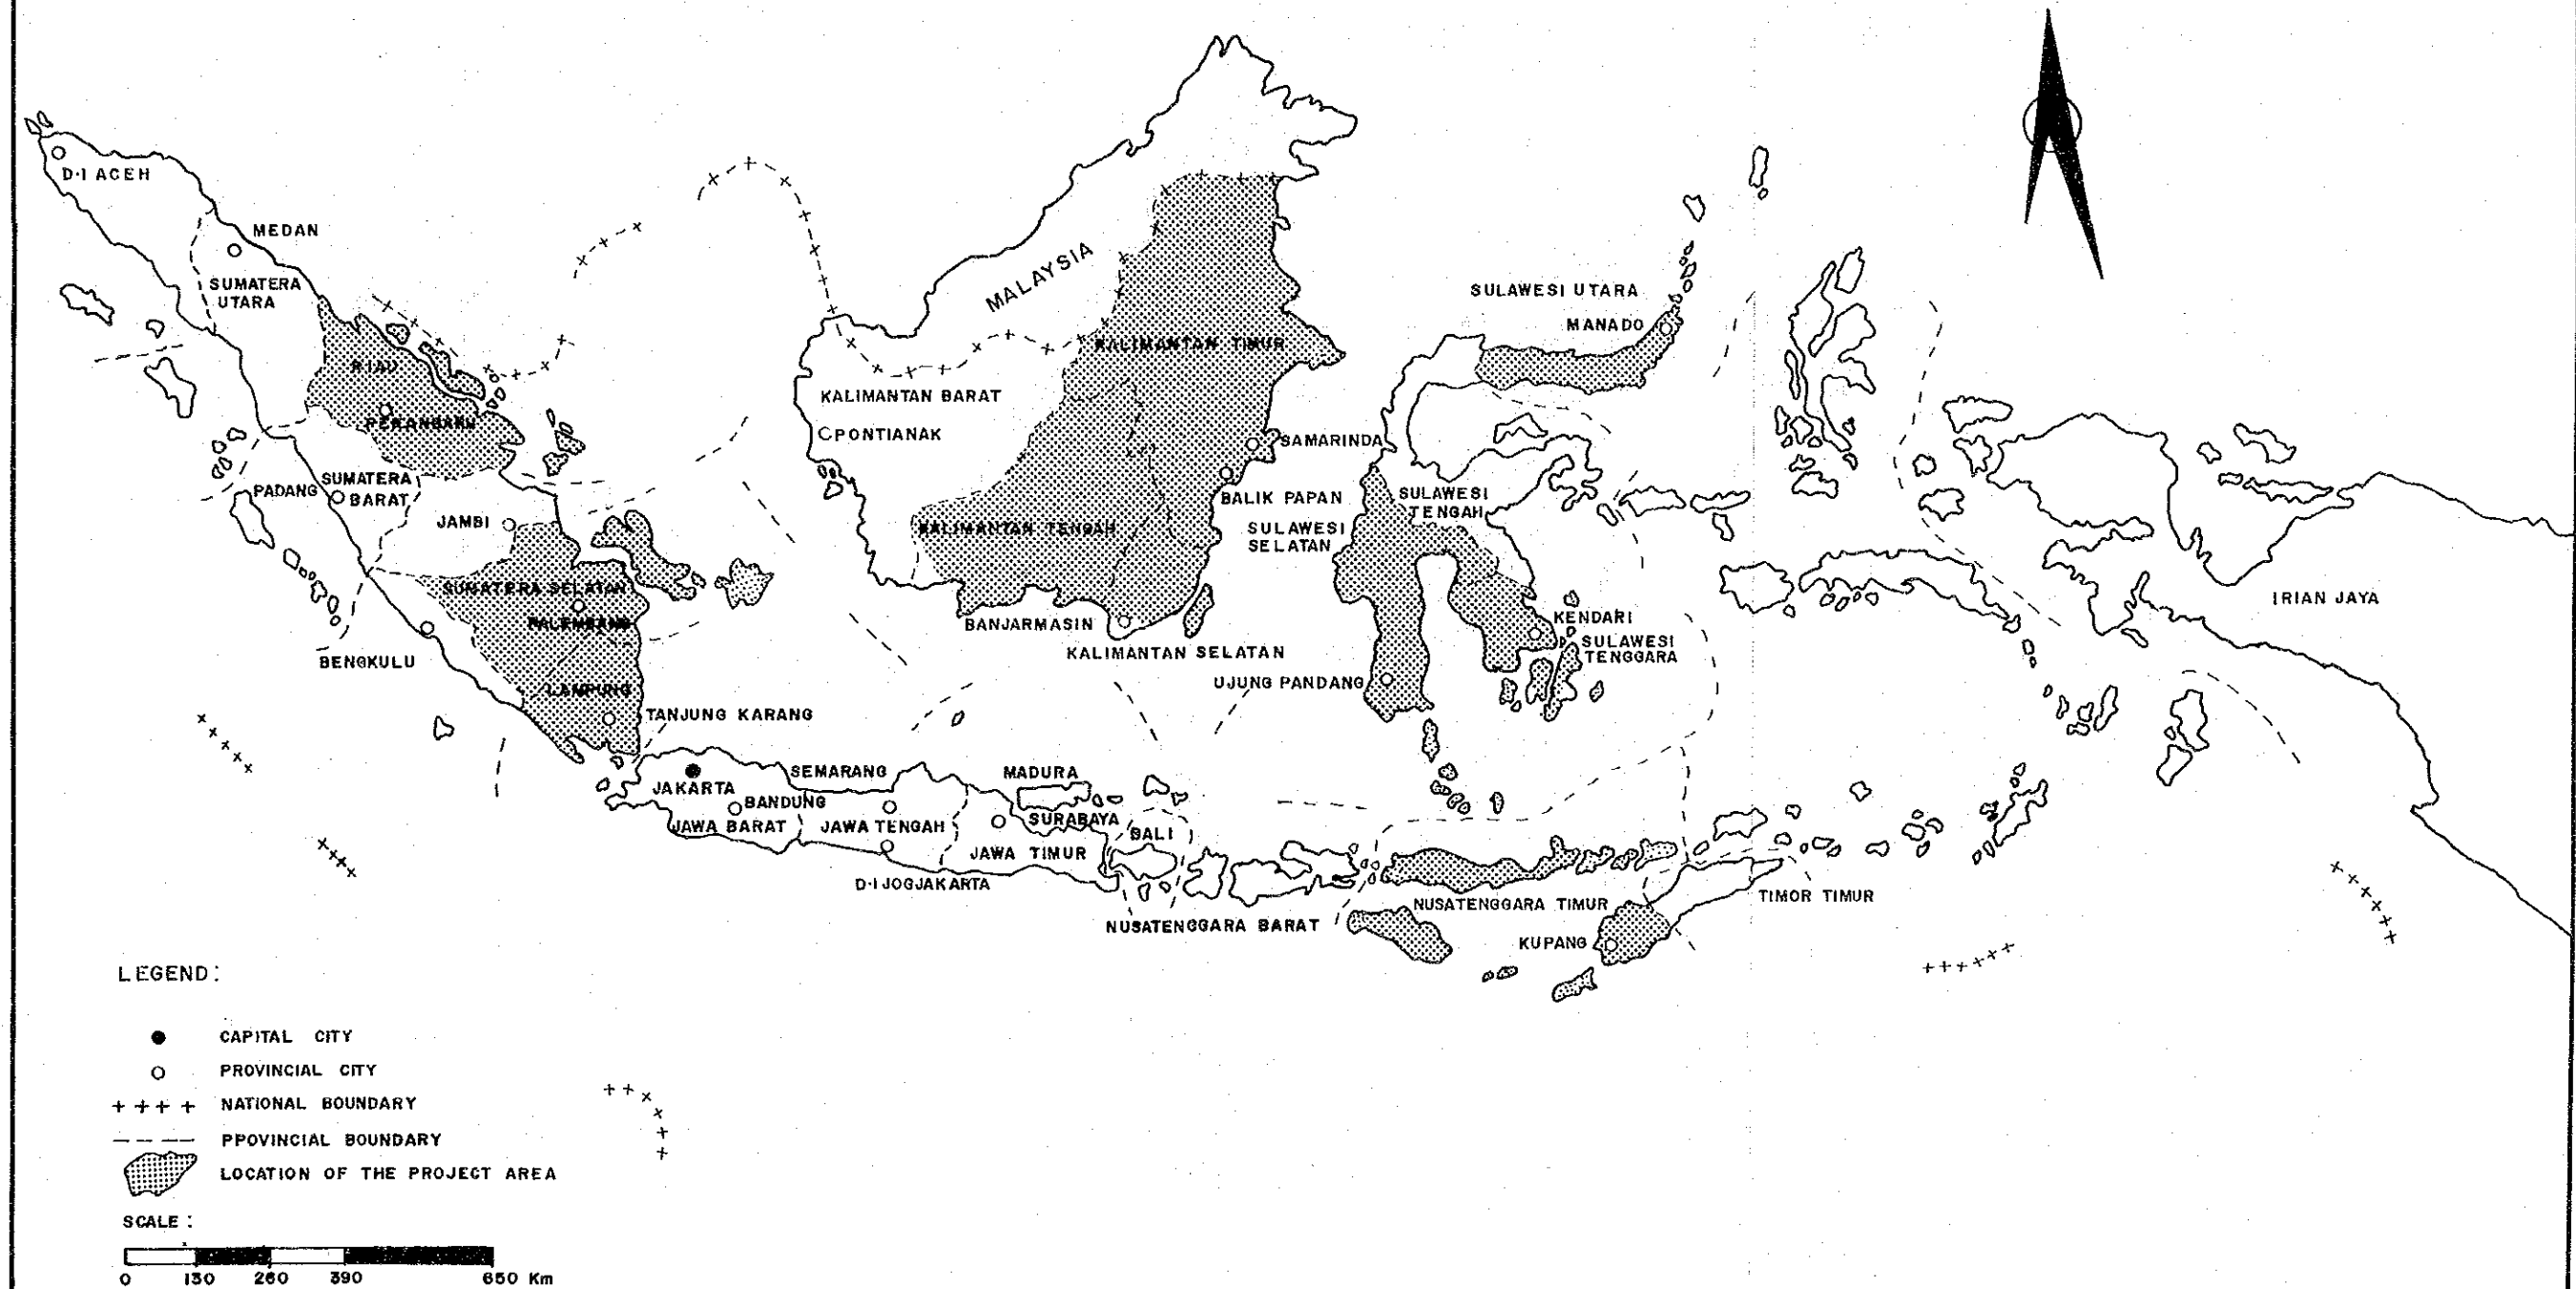 D·I ACEH
MEDAN
SUMATERA
UTARA
RIAU
PEKANBARU
PADANG
SUMATERA
BARAT
JAMBI
SUMATERA SELATAN
PALEMBANG
BENGKULU
LAMPUNG
TANJUNG KARANG
MALAYSIA
KALIMANTAN TIMUR
KALIMANTAN BARAT
PONTIANAK
SAMARINDA
BALIK PAPAN
KALIMANTAN TENGAH
BANJARMASIN
KALIMANTAN SELATAN
SULAWESI UTARA
MANADO
SULAWESI
TENGAH
SULAWESI
SELATAN
KENDARI
SULAWESI
TENGGARA
UJUNG PANDANG
IRIAN JAYA
JAKARTA
BANDUNG
JAWA BARAT
SEMARANG
JAWA TENGAH
D·I JOGJAKARTA
MADURA
SURABAYA
JAWA TIMUR
BALI
NUSATENGGARA BARAT
NUSATENGGARA TIMUR
KUPANG
TIMOR TIMUR
LEGEND:
CAPITAL CITY
PROVINCIAL CITY
++++ NATIONAL BOUNDARY
PPOVINCIAL BOUNDARY
LOCATION OF THE PROJECT AREA
SCALE :
0 130 260 390 650 Km